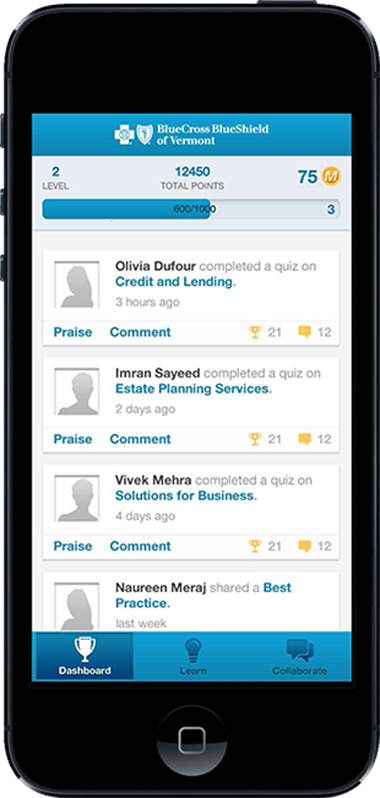 BlueCross BlueShield
of Vermont
2
LEVEL
12450
TOTAL POINTS
75 M
600/1000
3
Olivia Dufour completed a quiz on
Credit and Lending.
3 hours ago
Praise Comment 21 12
Imran Sayeed completed a quiz on
Estate Planning Services.
2 days ago
Praise Comment 21 12
Vivek Mehra completed a quiz on
Solutions for Business.
4 days ago
Praise Comment 21 12
Naureen Meraj shared a Best
Practice.
last week
Dashboard Learn Collaborate